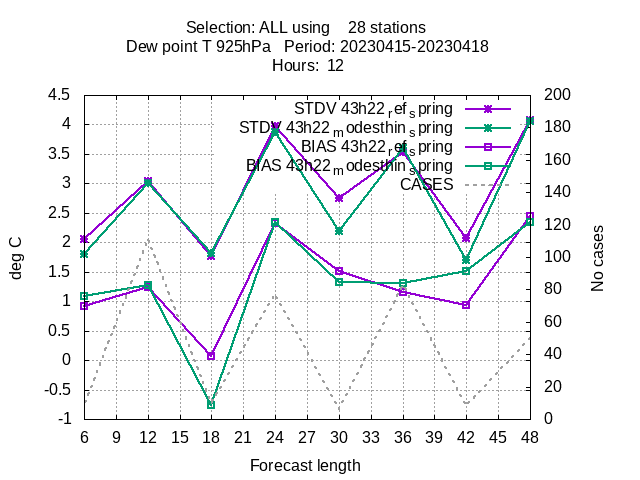 Selection: ALL using 28 stations
Dew point T 925hPa Period: 20230415-20230418
Hours: 12
STDV 43h22_ref_spring
STDV 43h22_modesthin_spring
BIAS 43h22_ref_spring
BIAS 43h22_modesthin_spring
CASES
4.5
4
3.5
3
2.5
2
1.5
1
0.5
0
-0.5
-1
deg C
200
180
160
140
120
100
80
60
40
20
0
No cases
6 9 12 15 18 21 24 27 30 33 36 39 42 45 48
Forecast length